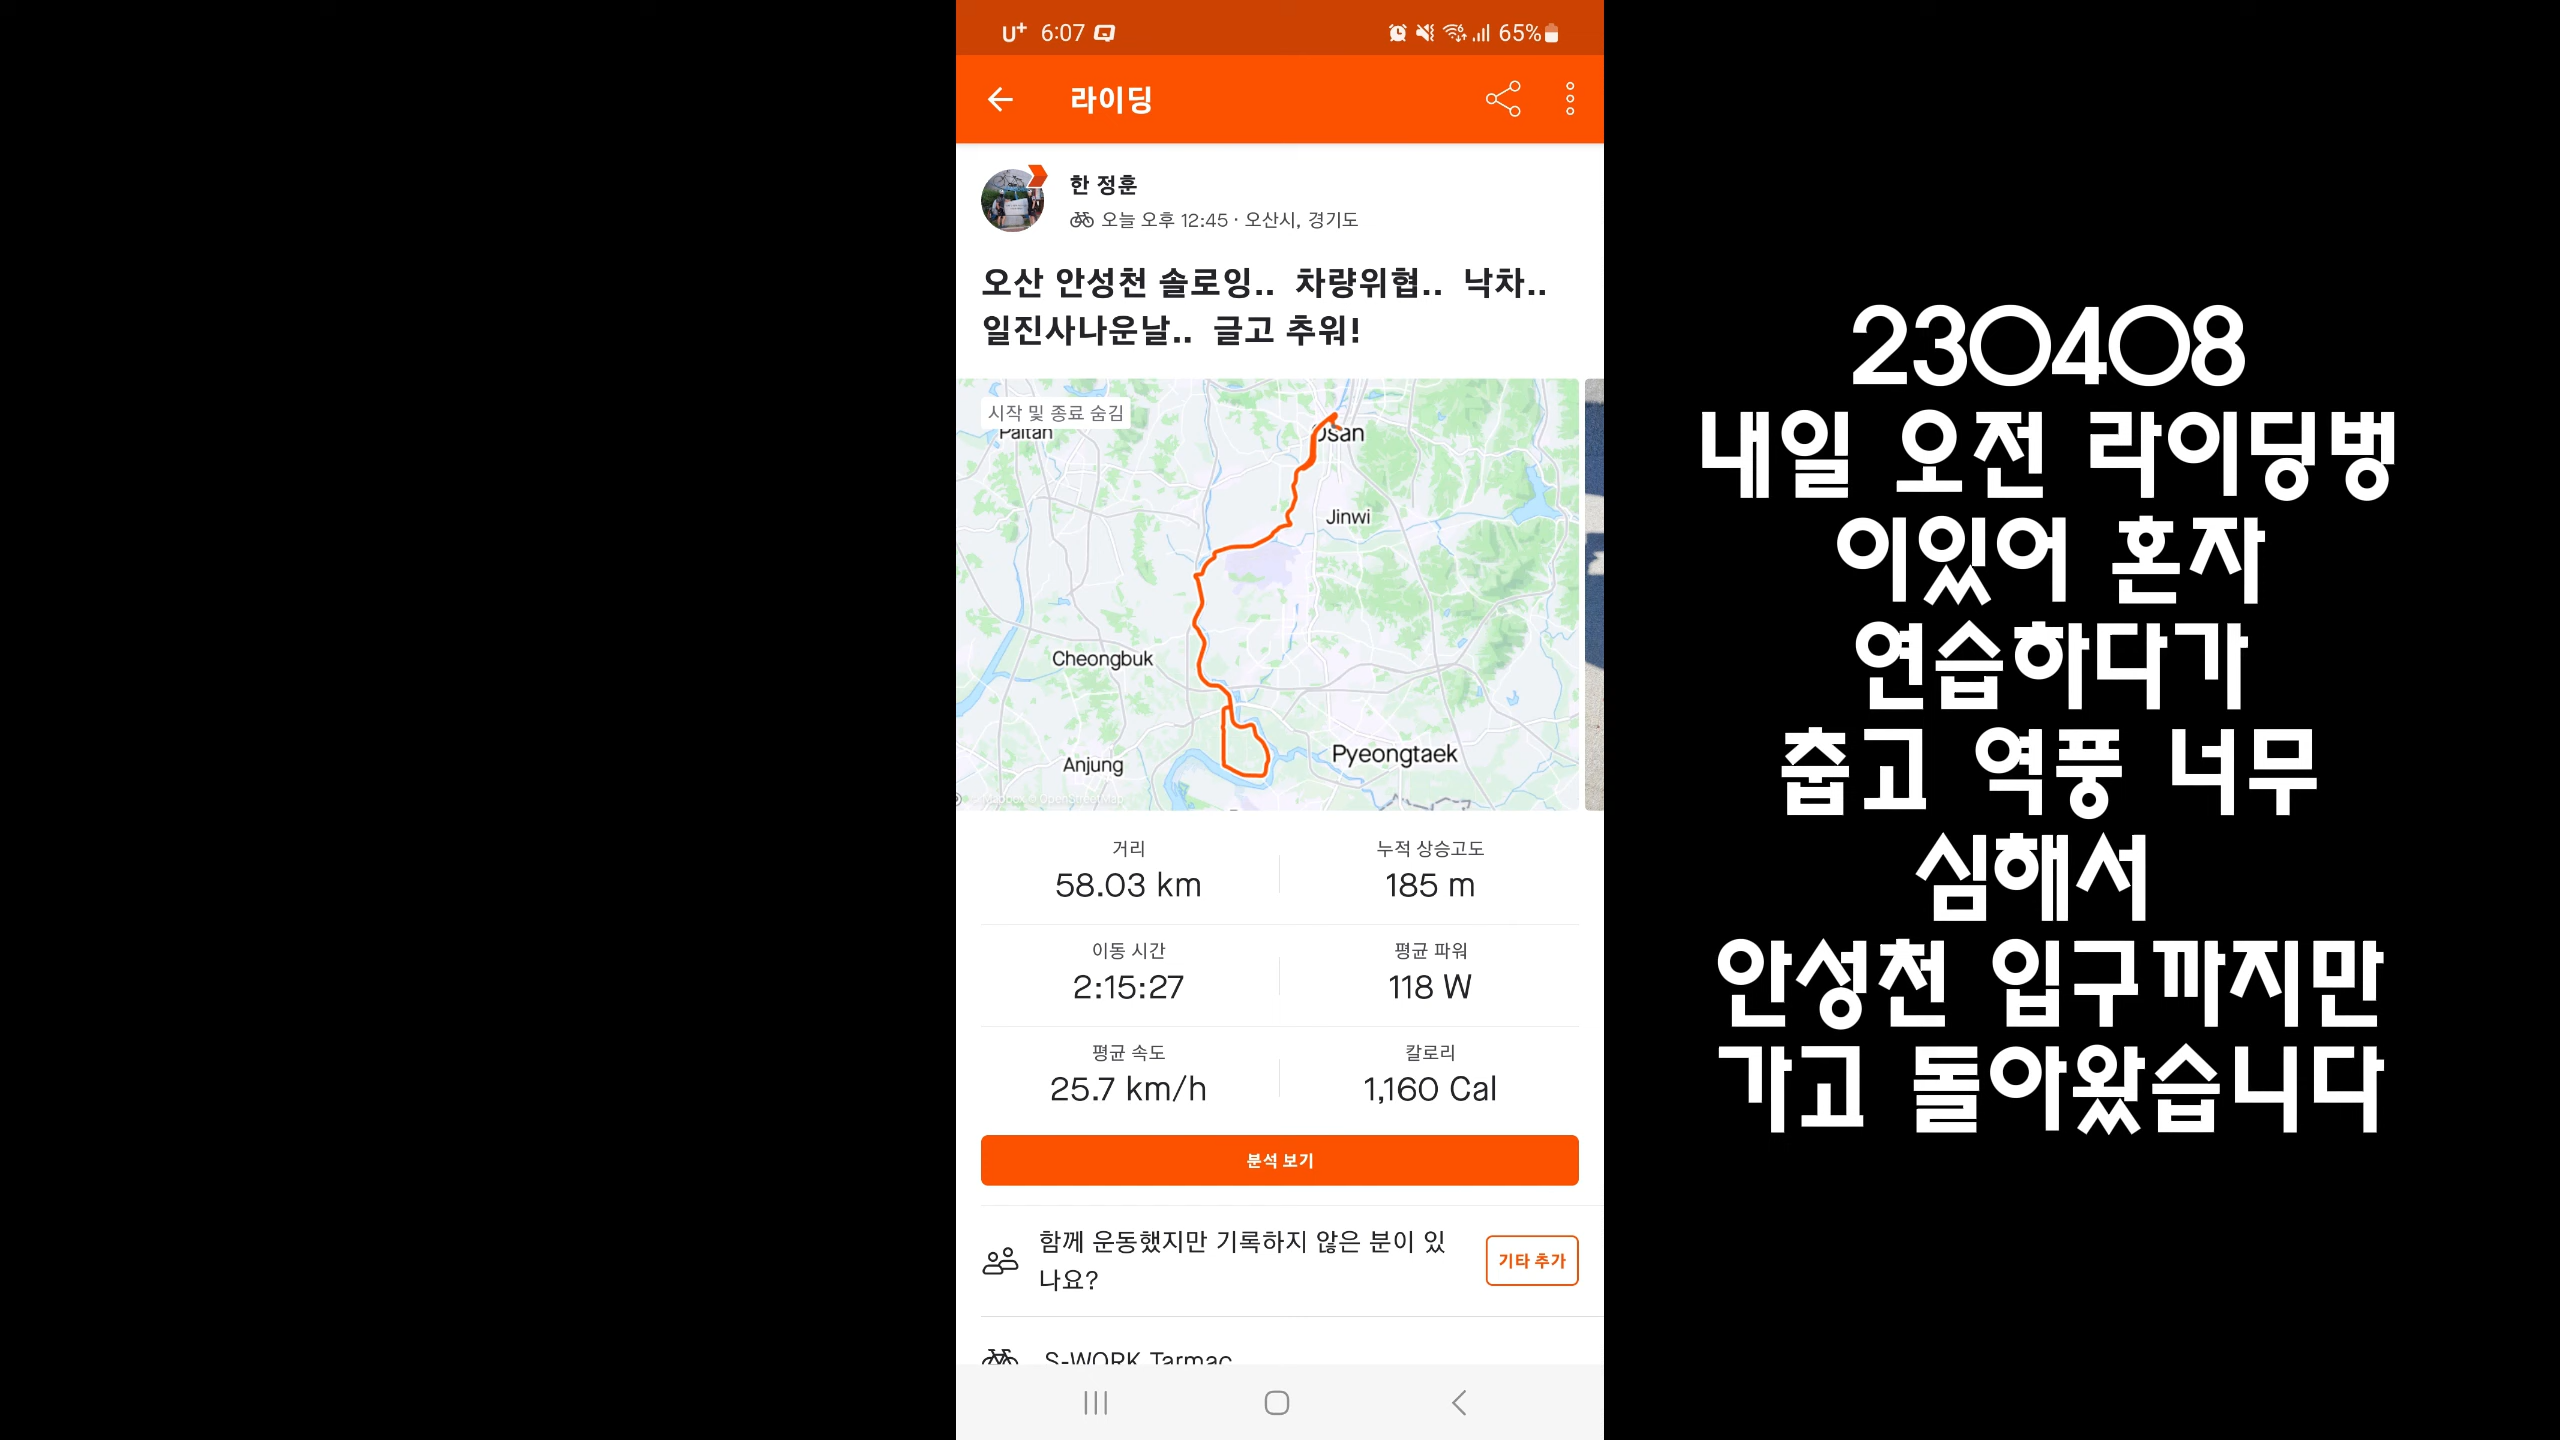 U+ 6:07 65%
라이딩
한 정훈
오늘 오후 12:45 · 오산시, 경기도
오산 안성천 솔로잉.. 차량위협.. 낙차..
일진사나운날.. 글고 추워!
시작 및 종료 숨김
Paltan
Osan
Jinwi
Cheongbuk
Anjung
Pyeongtaek
© Mapbox © OpenStreetMap
거리
58.03 km
누적 상승고도
185 m
이동 시간
2:15:27
평균 파워
118 W
평균 속도
25.7 km/h
칼로리
1,160 Cal
분석 보기
함께 운동했지만 기록하지 않은 분이 있
나요?
기타 추가
S-WORK Tarmac
230408
내일 오전 라이딩벙
이있어 혼자
연습하다가
춥고 역풍 너무
심해서
안성천 입구까지만
가고 돌아왔습니다